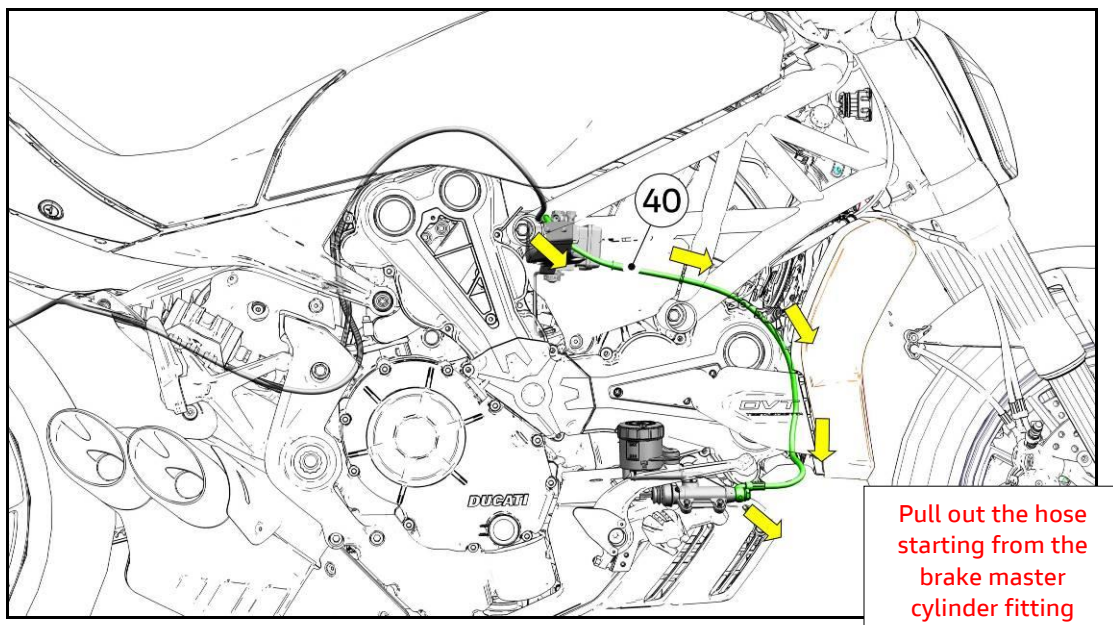 40
DVT
DUCATI
Pull out the hose
starting from the
brake master
cylinder fitting